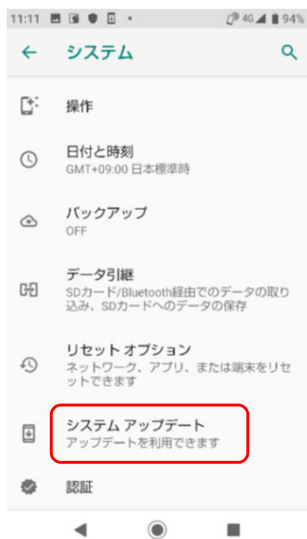 11:11
4G 94%
システム
操作
日付と時刻
GMT+09:00 日本標準時
バックアップ
OFF
データ引継
SDカード/Bluetooth経由でのデータの取り
込み、SDカードへのデータの保存
リセット オプション
ネットワーク、アプリ、または端末をリセ
ットできます
システム アップデート
アップデートを利用できます
認証